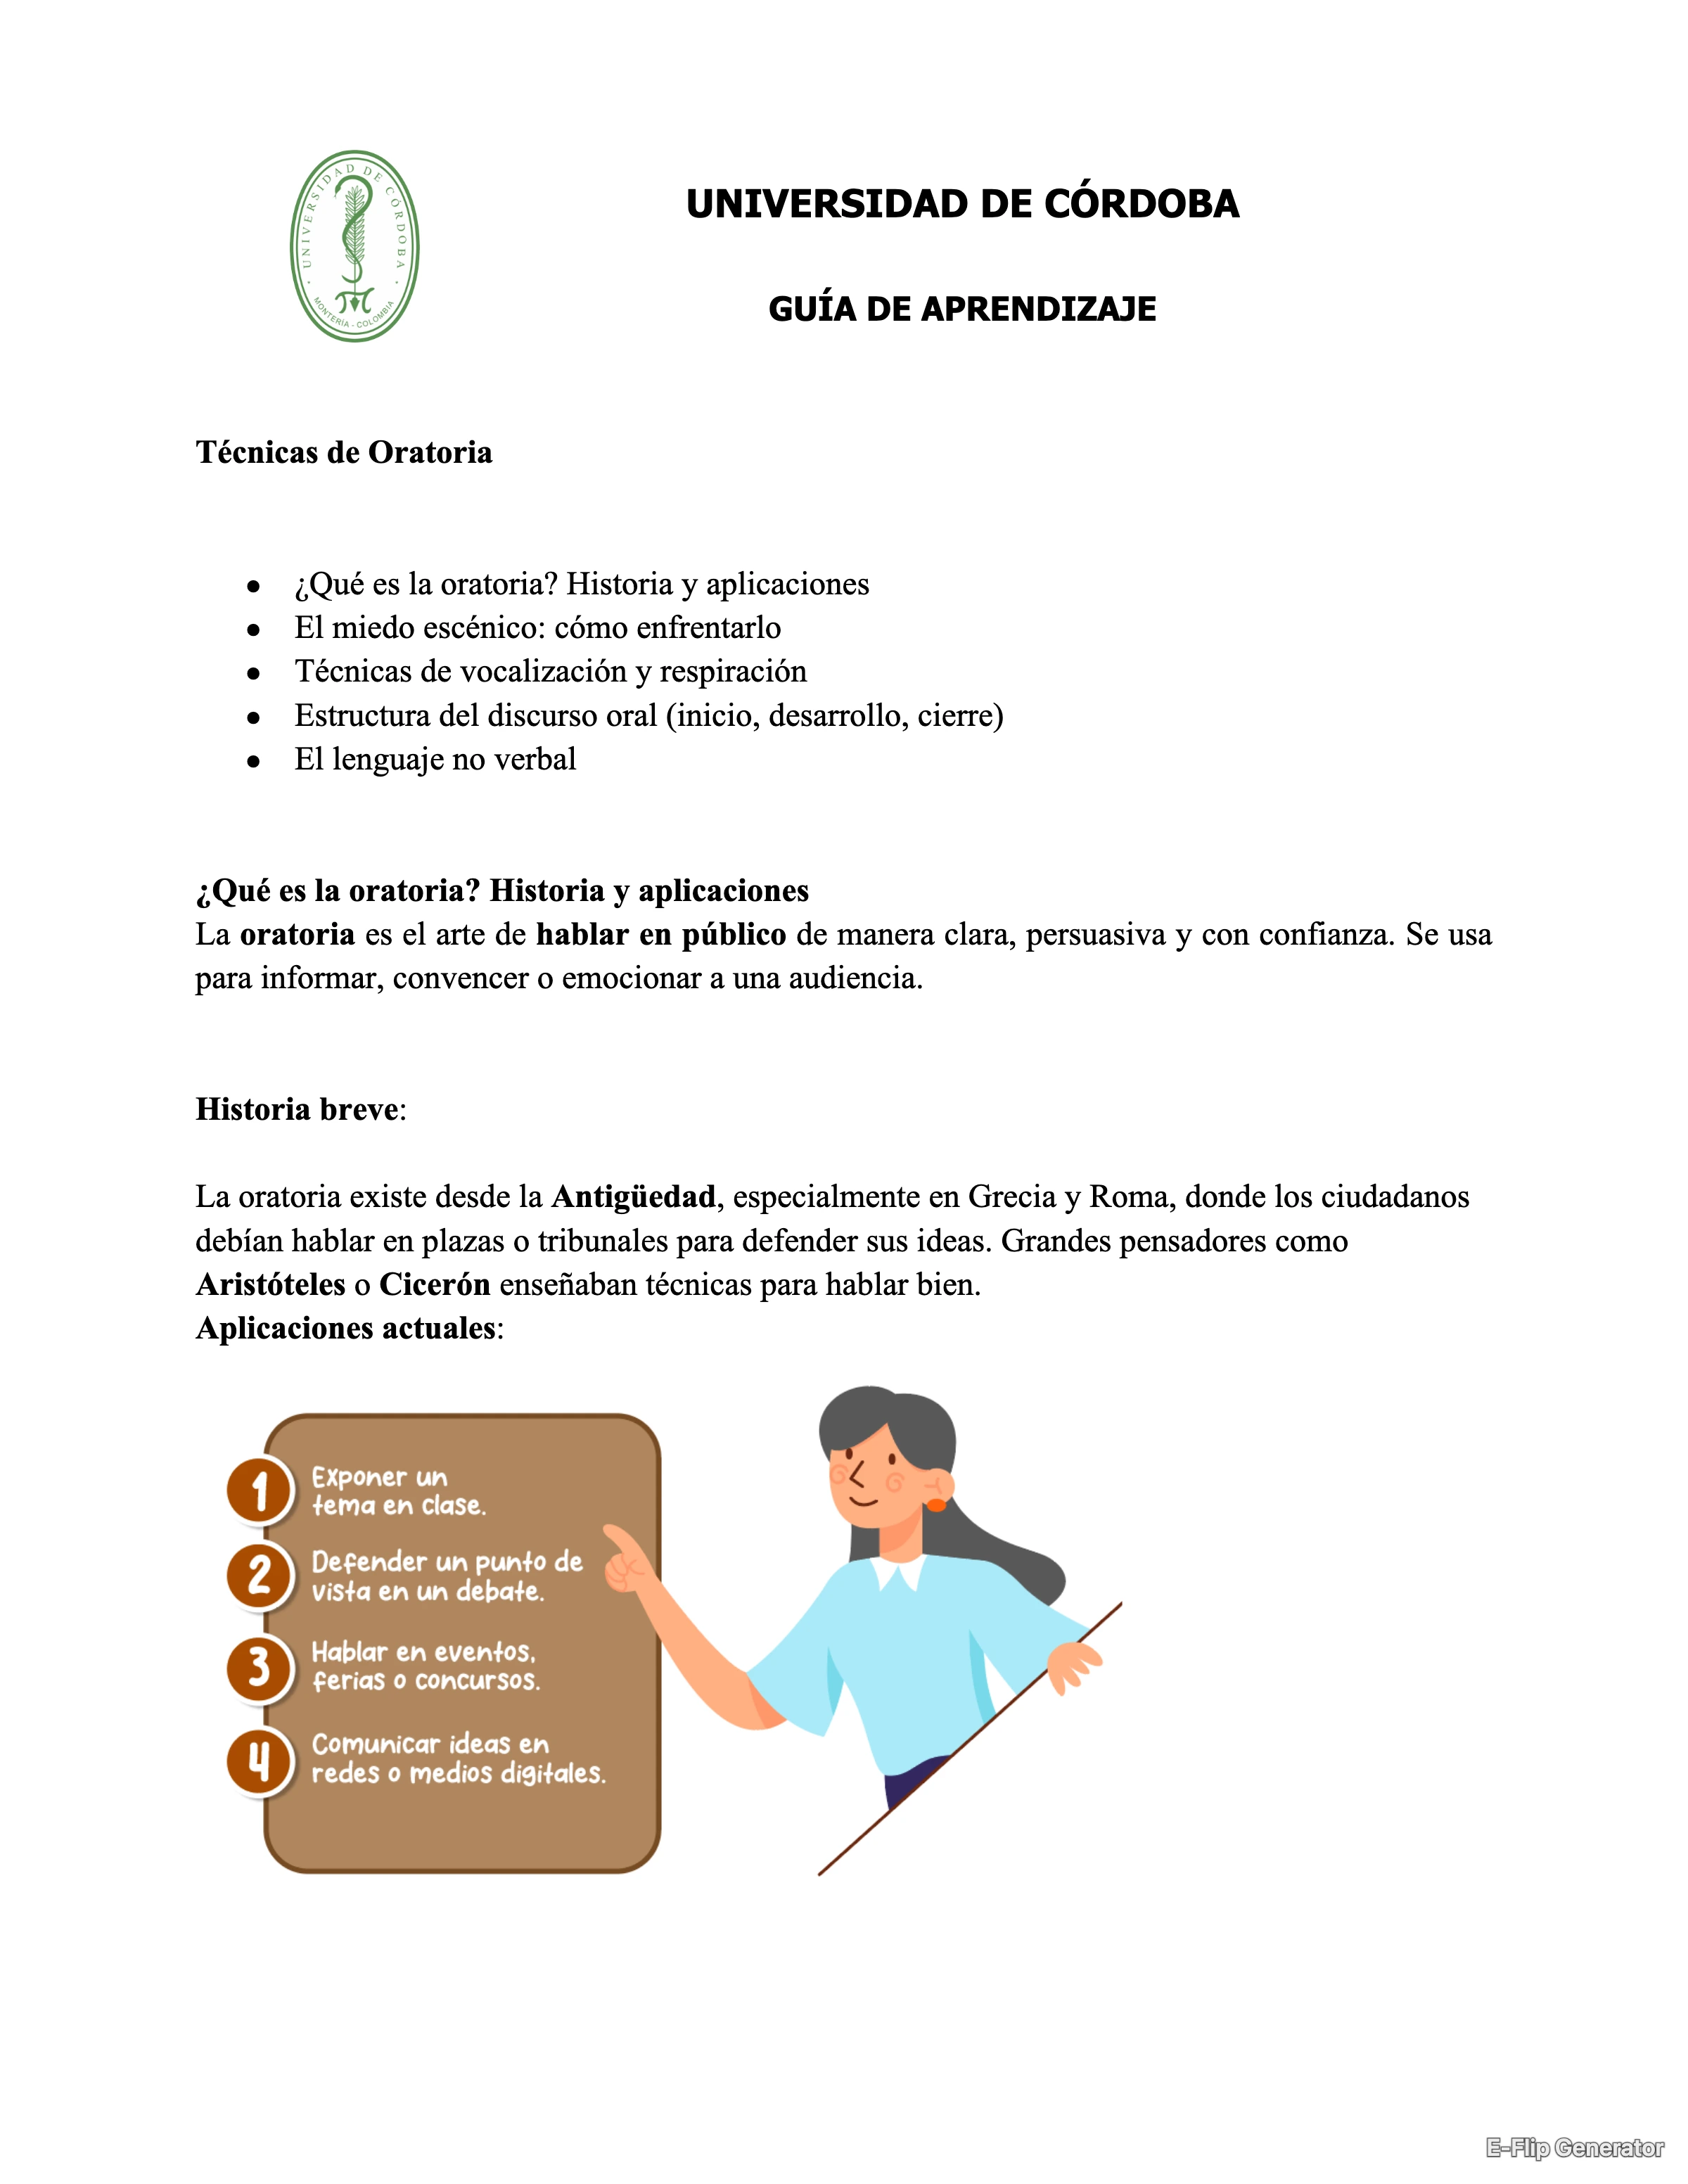 UNIVERSIDAD DE CÓRDOBA
MONTERÍA - COLOMBIA
UNIVERSIDAD DE CÓRDOBA
GUÍA DE APRENDIZAJE
Técnicas de Oratoria
● ¿Qué es la oratoria? Historia y aplicaciones
● El miedo escénico: cómo enfrentarlo
● Técnicas de vocalización y respiración
● Estructura del discurso oral (inicio, desarrollo, cierre)
● El lenguaje no verbal
¿Qué es la oratoria? Historia y aplicaciones
La oratoria es el arte de hablar en público de manera clara, persuasiva y con confianza. Se usa
para informar, convencer o emocionar a una audiencia.
Historia breve:
La oratoria existe desde la Antigüedad, especialmente en Grecia y Roma, donde los ciudadanos
debían hablar en plazas o tribunales para defender sus ideas. Grandes pensadores como
Aristóteles o Cicerón enseñaban técnicas para hablar bien.
Aplicaciones actuales:
1 Exponer un
tema en clase.
2 Defender un punto de
vista en un debate.
3 Hablar en eventos,
ferias o concursos.
4 Comunicar ideas en
redes o medios digitales.
E-Flip Generator